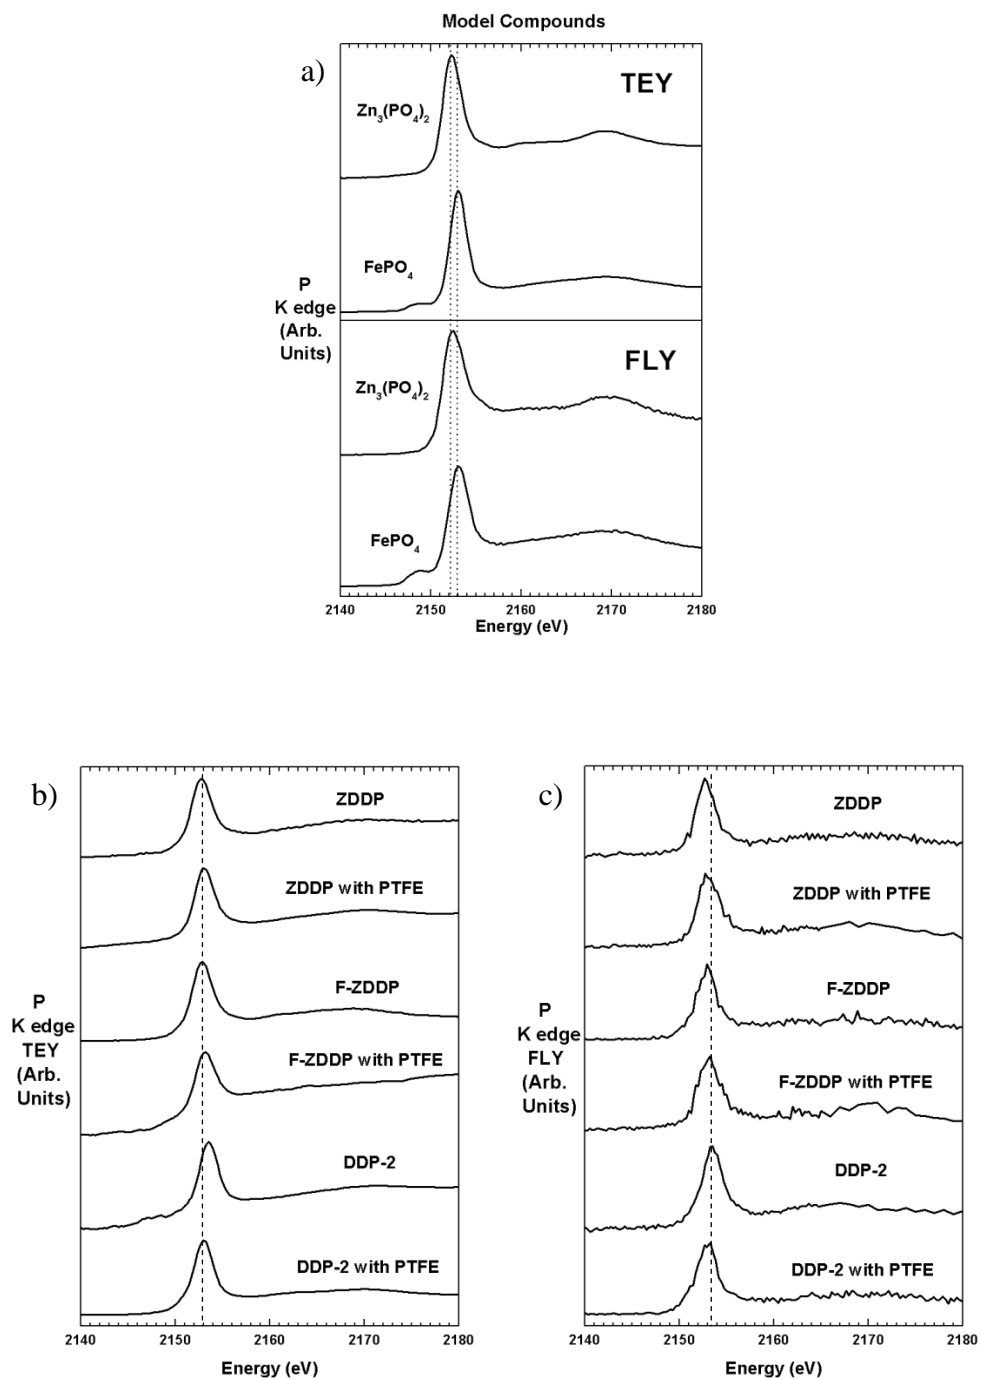 Model Compounds
a)
TEY
Zn₃(PO₄)₂
FePO₄
P
K edge
(Arb.
Units)
FLY
Zn₃(PO₄)₂
FePO₄
2140 2150 2160 2170 2180
Energy (eV)
b)
ZDDP
ZDDP with PTFE
F-ZDDP
P
K edge
TEY
(Arb.
Units)
F-ZDDP with PTFE
DDP-2
DDP-2 with PTFE
2140 2150 2160 2170 2180
Energy (eV)
c)
ZDDP
ZDDP with PTFE
F-ZDDP
P
K edge
FLY
(Arb.
Units)
F-ZDDP with PTFE
DDP-2
DDP-2 with PTFE
2140 2150 2160 2170 2180
Energy (eV)